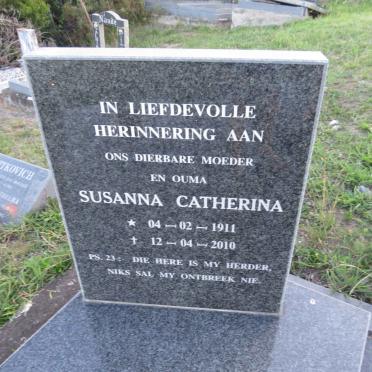 IN LIEFDEVOLLE
HERINNERING AAN
ONS DIERBARE MOEDER
EN OUMA
SUSANNA CATHERINA
★ 04 — 02 — 1911
† 12 — 04 — 2010
PS. 23 : DIE HERE IS MY HERDER,
NIKS SAL MY ONTBREEK NIE.